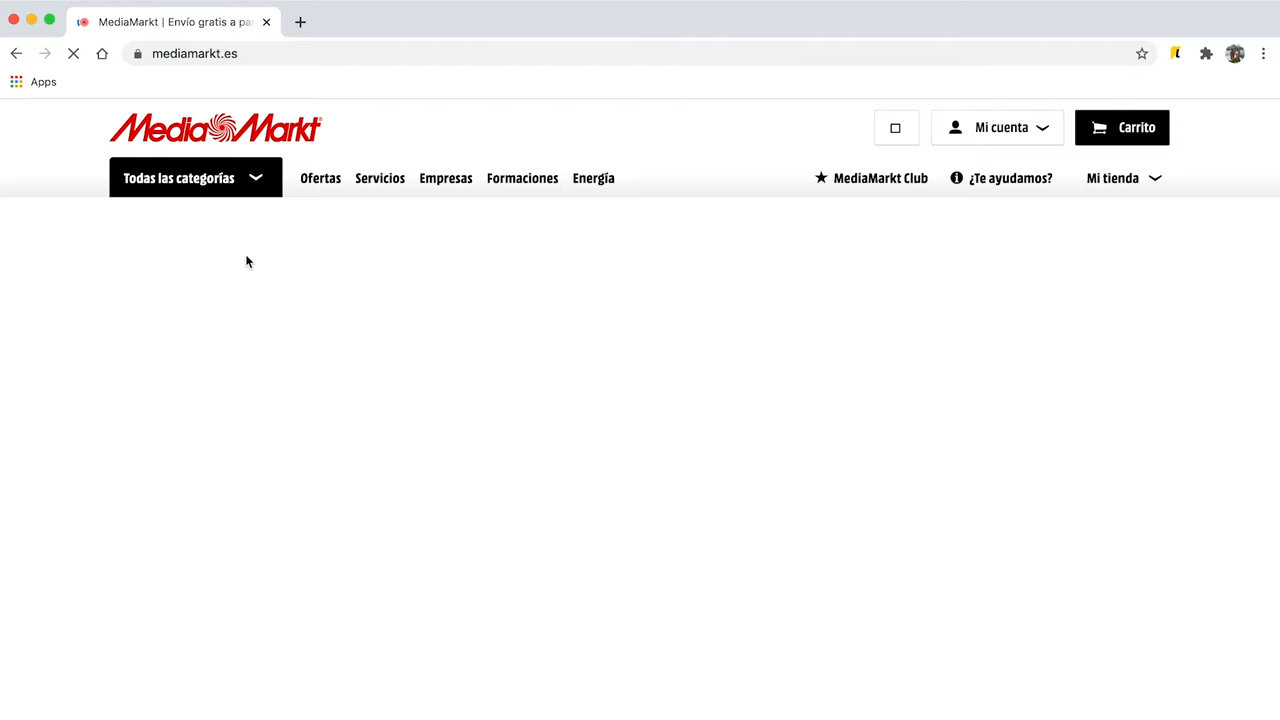 MediaMarkt | Envío gratis a pa
mediamarkt.es
Apps
MediaMarkt
Mi cuenta
Carrito
Todas las categorías
Ofertas
Servicios
Empresas
Formaciones
Energía
MediaMarkt Club
¿Te ayudamos?
Mi tienda